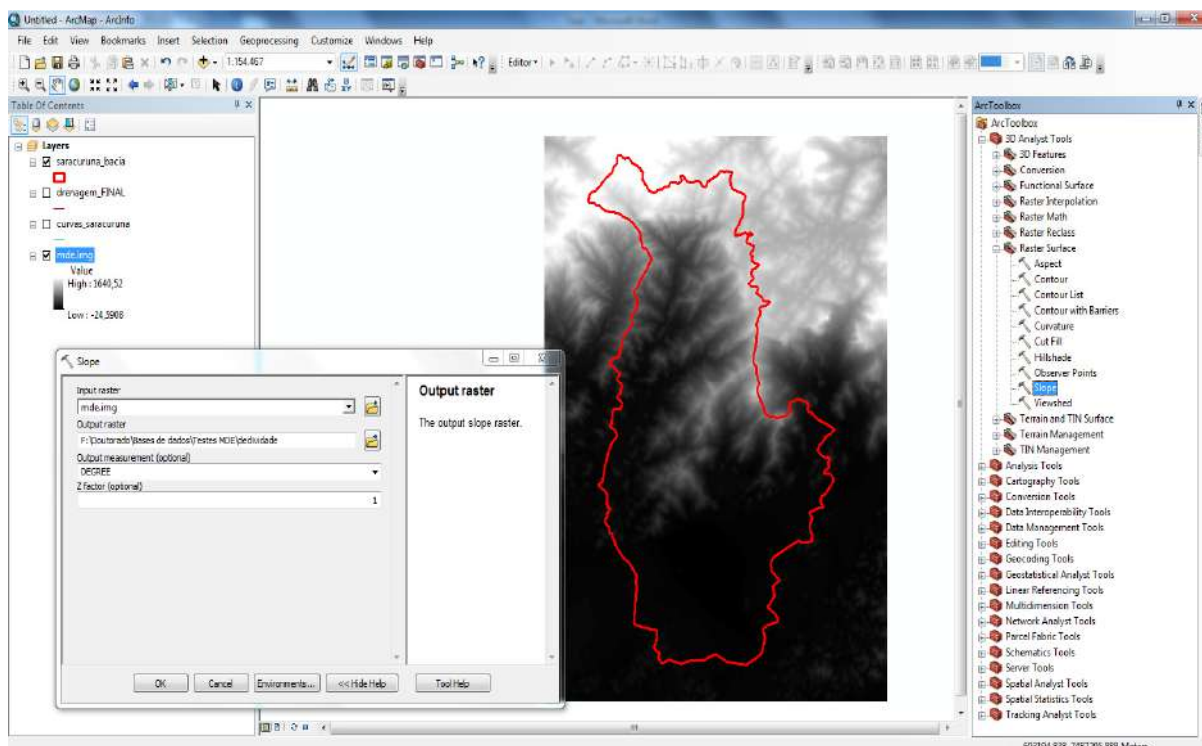 Untitled - ArcMap - ArcInfo
File Edit View Bookmarks Insert Selection Geoprocessing Customize Windows Help
1:154.467
Editor
Table Of Contents
Layers
saracuruna_bacia
drenagem_FINAL
curvas_saracuruna
mde.img
Value
High : 1640,52
Low : -24,5908
Slope
Input raster
mde.img
Output raster
F:\Doutorado\Bases de dados\Testes MDE\declividade
Output measurement (optional)
DEGREE
Z factor (optional)
1
OK Cancel Environments... << Hide Help Tool Help
Output raster
The output slope raster.
ArcToolbox
ArcToolbox
3D Analyst Tools
3D Features
Conversion
Functional Surface
Raster Interpolation
Raster Math
Raster Reclass
Raster Surface
Aspect
Contour
Contour List
Contour with Barriers
Curvature
Cut Fill
Hillshade
Observer Points
Slope
Viewshed
Terrain and TIN Surface
Terrain Management
TIN Management
Analysis Tools
Cartography Tools
Conversion Tools
Data Interoperability Tools
Data Management Tools
Editing Tools
Geocoding Tools
Geostatistical Analyst Tools
Linear Referencing Tools
Multidimension Tools
Network Analyst Tools
Parcel Fabric Tools
Schematics Tools
Server Tools
Spatial Analyst Tools
Spatial Statistics Tools
Tracking Analyst Tools
Meters